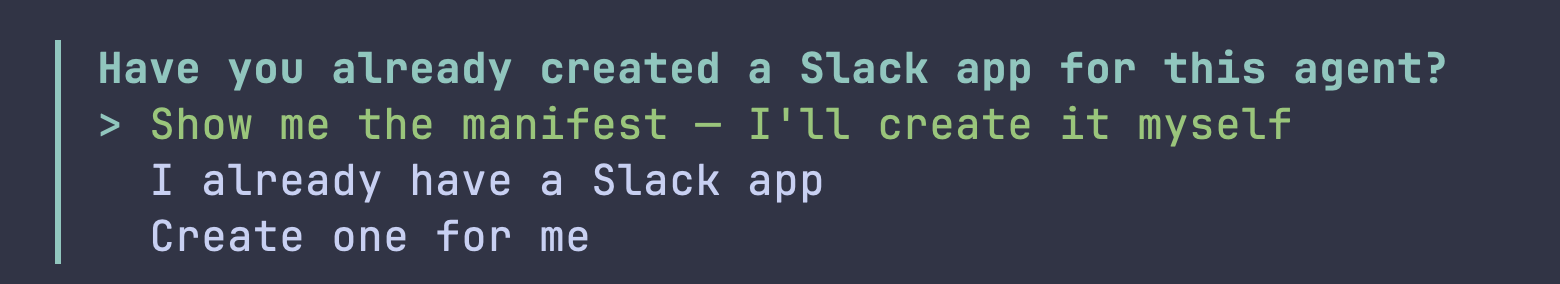 Have you already created a Slack app for this agent?
> Show me the manifest — I'll create it myself
I already have a Slack app
Create one for me